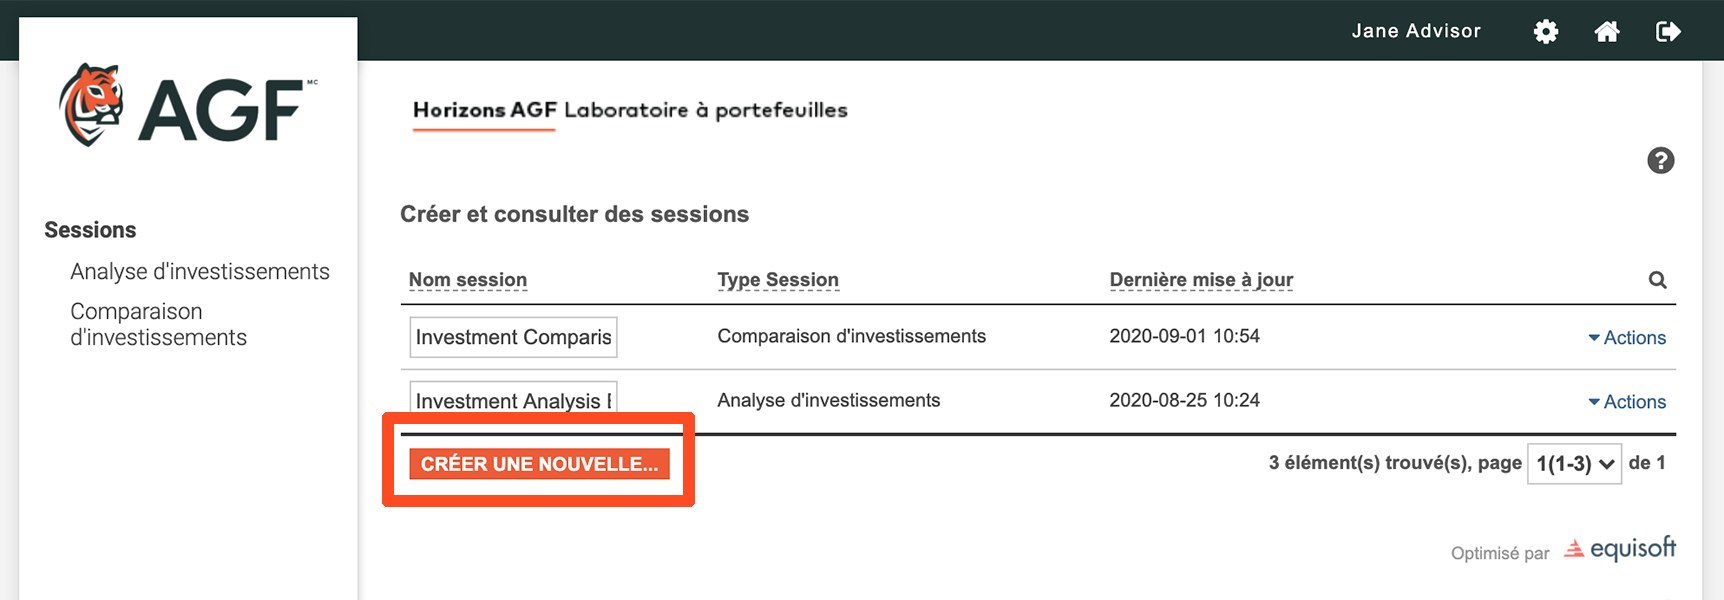 Jane Advisor
AGF MC
Horizons AGF Laboratoire à portefeuilles
?
Sessions
Analyse d'investissements
Comparaison
d'investissements
Créer et consulter des sessions
Nom session Type Session Dernière mise à jour
Investment Comparis Comparaison d'investissements 2020-09-01 10:54 Actions
Investment Analysis Analyse d'investissements 2020-08-25 10:24 Actions
CRÉER UNE NOUVELLE... 3 élément(s) trouvé(s), page 1(1-3) de 1
Optimisé par equisoft